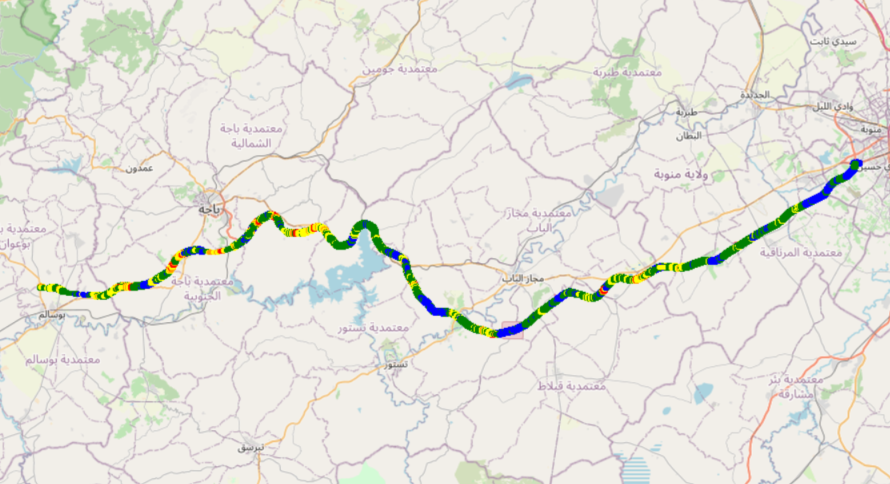 سيدي ثابت
معتمدية جومين
معتمدية طبربة
الجديدة
وادي الليل
طبربة
منوبة
معتمدية باجة
الشمالية
البطان
عمدون
ولاية منوبة
باجة
معتمدية مجاز
الباب
معتمدية المرناقية
مجاز الباب
معتمدية باجة
الجنوبية
بوسالم
معتمدية تستور
معتمدية بوسالم
تستور
معتمدية قبلاط
معتمدية بئر
مشارقة
تبرسق